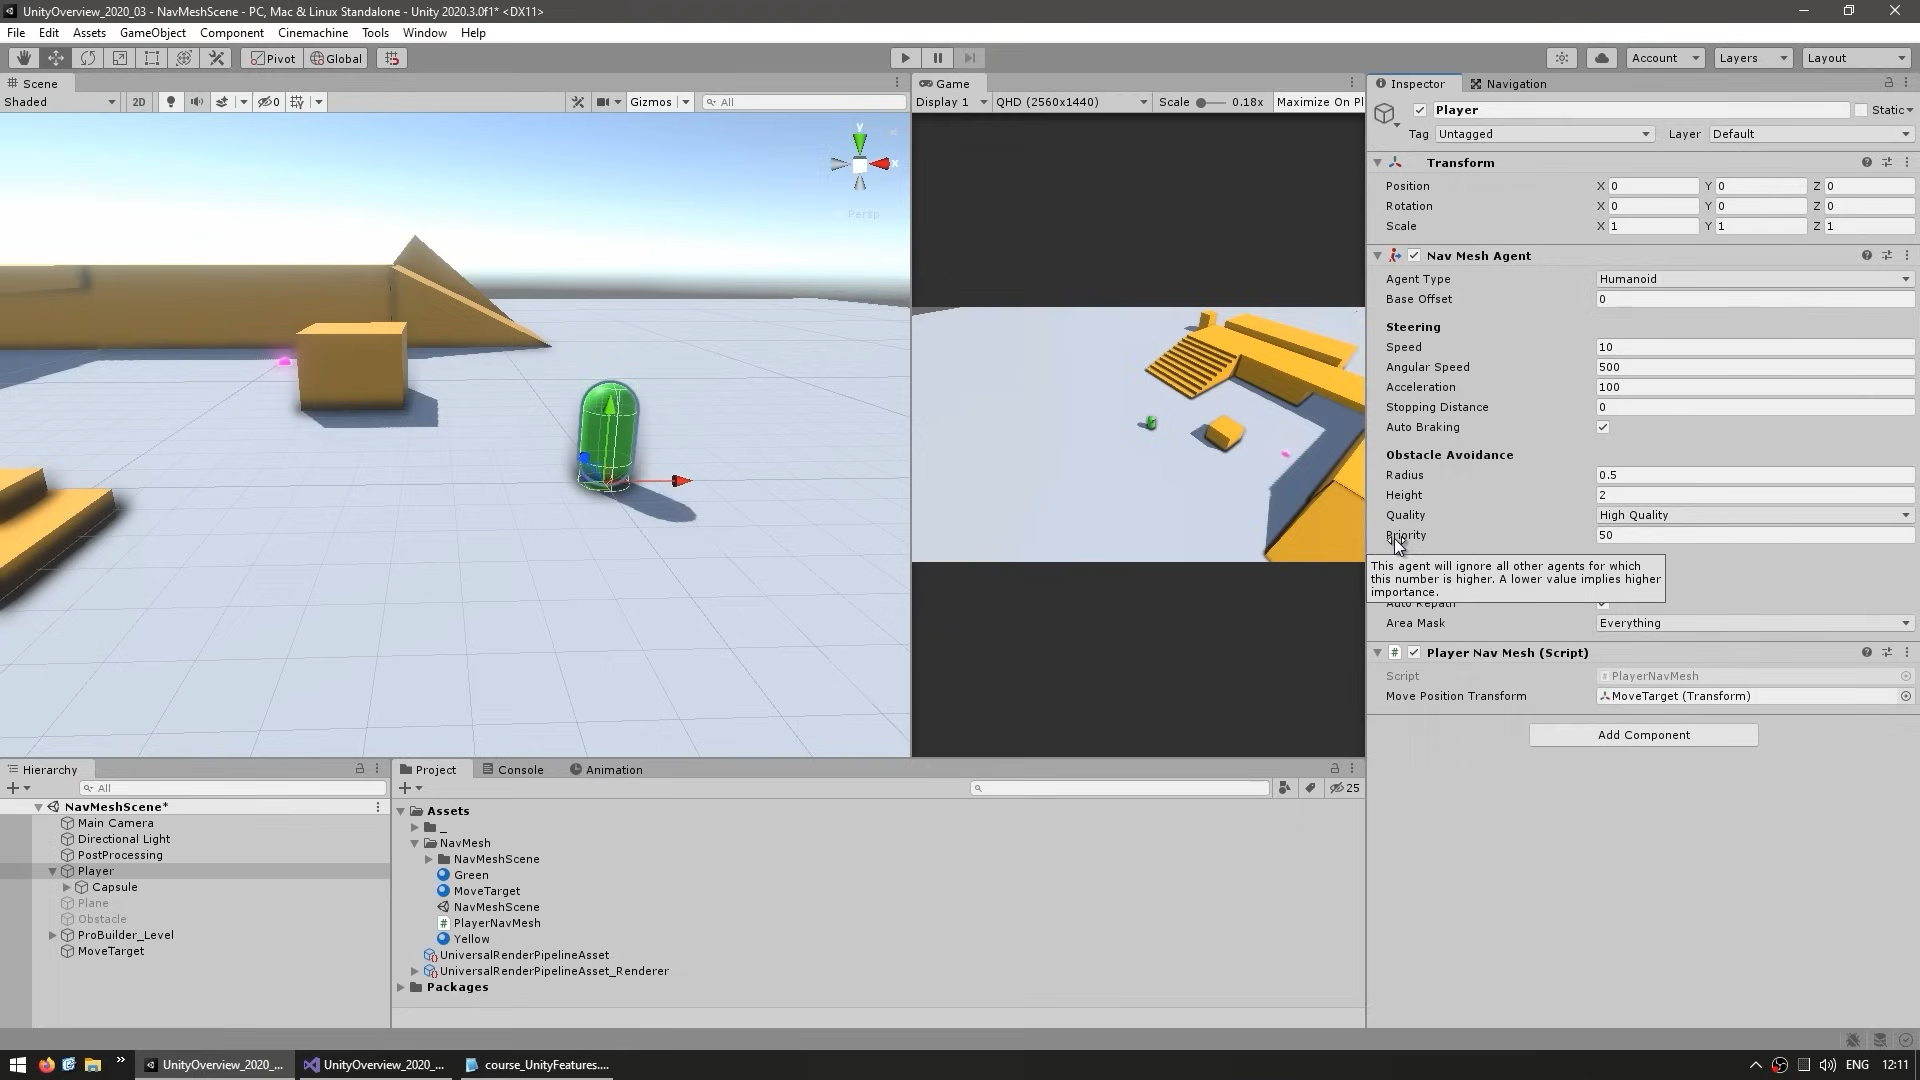 UnityOverview_2020_03 - NavMeshScene - PC, Mac & Linux Standalone - Unity 2020.3.0f1* <DX11>
File Edit Assets GameObject Component Cinemachine Tools Window Help
Pivot Global Account Layers Layout
Scene
Shaded 2D 0 Gizmos All
y
x
Persp
Game
Display 1 QHD (2560x1440) Scale 0.18x Maximize On Pl
Inspector Navigation
Player Static
Tag Untagged Layer Default
Transform
Position X 0 Y 0 Z 0
Rotation X 0 Y 0 Z 0
Scale X 1 Y 1 Z 1
Nav Mesh Agent
Agent Type Humanoid
Base Offset 0
Steering
Speed 10
Angular Speed 500
Acceleration 100
Stopping Distance 0
Auto Braking
Obstacle Avoidance
Radius 0.5
Height 2
Quality High Quality
Priority 50
This agent will ignore all other agents for which
this number is higher. A lower value implies higher
importance.
Auto Repath
Area Mask Everything
# Player Nav Mesh (Script)
Script # PlayerNavMesh
Move Position Transform MoveTarget (Transform)
Add Component
Hierarchy
All
NavMeshScene*
Main Camera
Directional Light
PostProcessing
Player
Capsule
Plane
Obstacle
ProBuilder_Level
MoveTarget
Project Console Animation
25
Assets
_
NavMesh
NavMeshScene
Green
MoveTarget
NavMeshScene
# PlayerNavMesh
Yellow
UniversalRenderPipelineAsset
UniversalRenderPipelineAsset_Renderer
Packages
UnityOverview_2020_... UnityOverview_2020_... course_UnityFeatures.... ENG 12:11